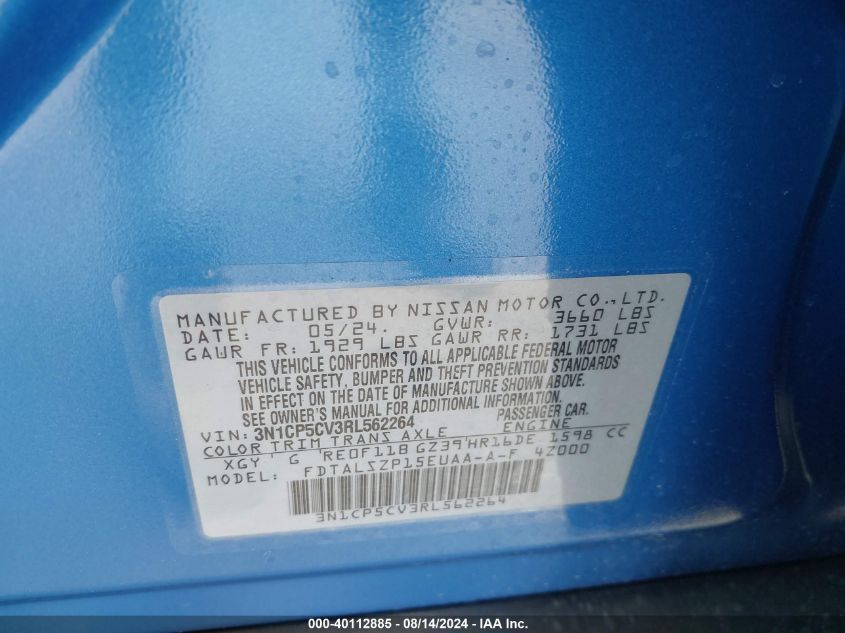 MANUFACTURED BY NISSAN MOTOR CO., LTD.
DATE: 05/24. GVWR: 3660 LBS
GAWR FR: 1929 LBS GAWR RR: 1731 LBS
THIS VEHICLE CONFORMS TO ALL APPLICABLE FEDERAL MOTOR
VEHICLE SAFETY, BUMPER AND THEFT PREVENTION STANDARDS
IN EFFECT ON THE DATE OF MANUFACTURE SHOWN ABOVE.
SEE OWNER'S MANUAL FOR ADDITIONAL INFORMATION.
VIN: 3N1CP5CV3RL562264 PASSENGER CAR.
COLOR TRIM TRANS AXLE ENGINE
XGY G RE0F11B GZ39 HR16DE 1598 CC
MODEL: FDTALSZP15EUAA-A-F 4Z000
3N1CP5CV3RL562264
000-40112885 - 08/14/2024 - IAA Inc.